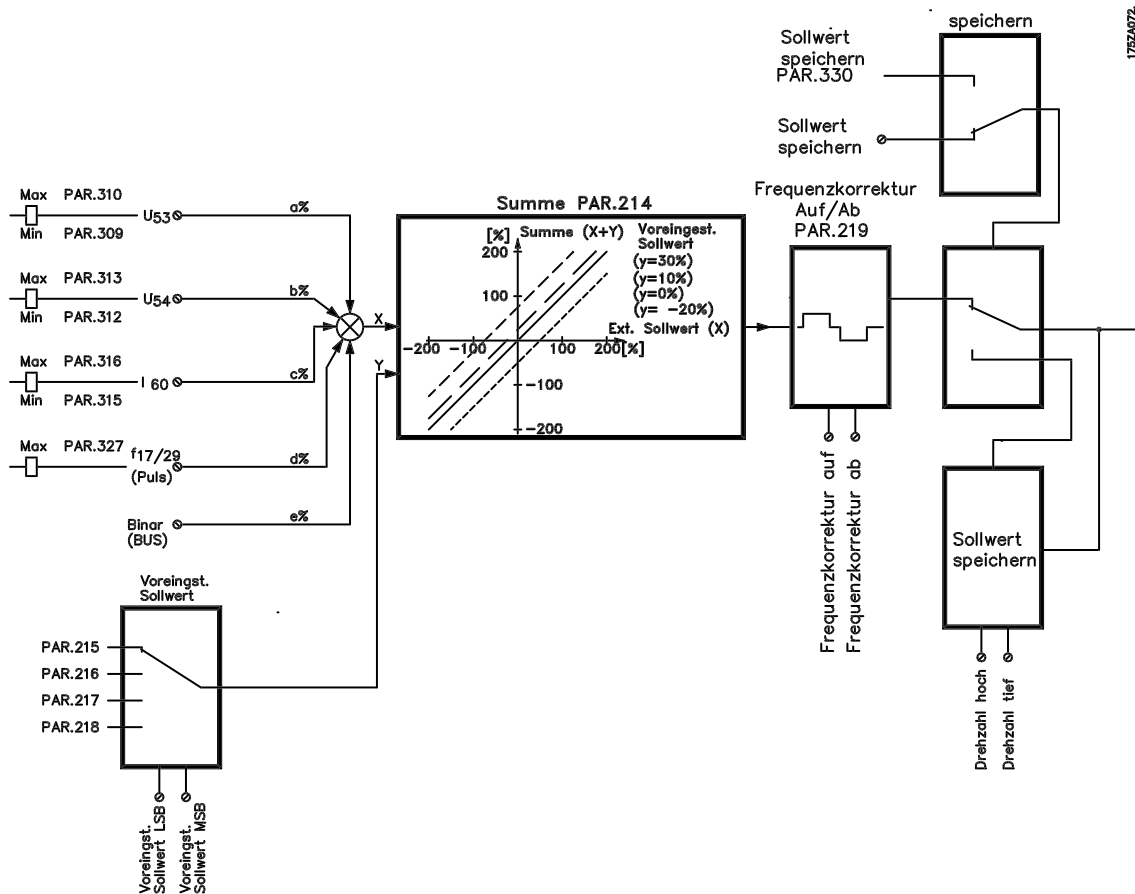 speichern
175ZA072.
Sollwert
speichern
PAR.330
Sollwert
speichern
Max PAR.310
U53
a%
Min PAR.309
Max PAR.313
U54
b%
Min PAR.312
Max PAR.316
I 60
c%
Min PAR.315
Max PAR.327
f17/29
(Puls)
d%
Binar
(BUS)
e%
X
Y
Summe PAR.214
[%] Summe (X+Y)
Voreingest.
Sollwert
(y=30%)
(y=10%)
(y=0%)
(y= -20%)
Ext. Sollwert (X)
200
100
-200 -100 100 200[%]
-100
-200
Frequenzkorrektur
Auf/Ab
PAR.219
Frequenzkorrektur auf
Frequenzkorrektur ab
Sollwert
speichern
Drehzahl hoch
Drehzahl tief
Voreingst.
Sollwert
PAR.215
PAR.216
PAR.217
PAR.218
Voreingst.
Sollwert LSB
Voreingst.
Sollwert MSB